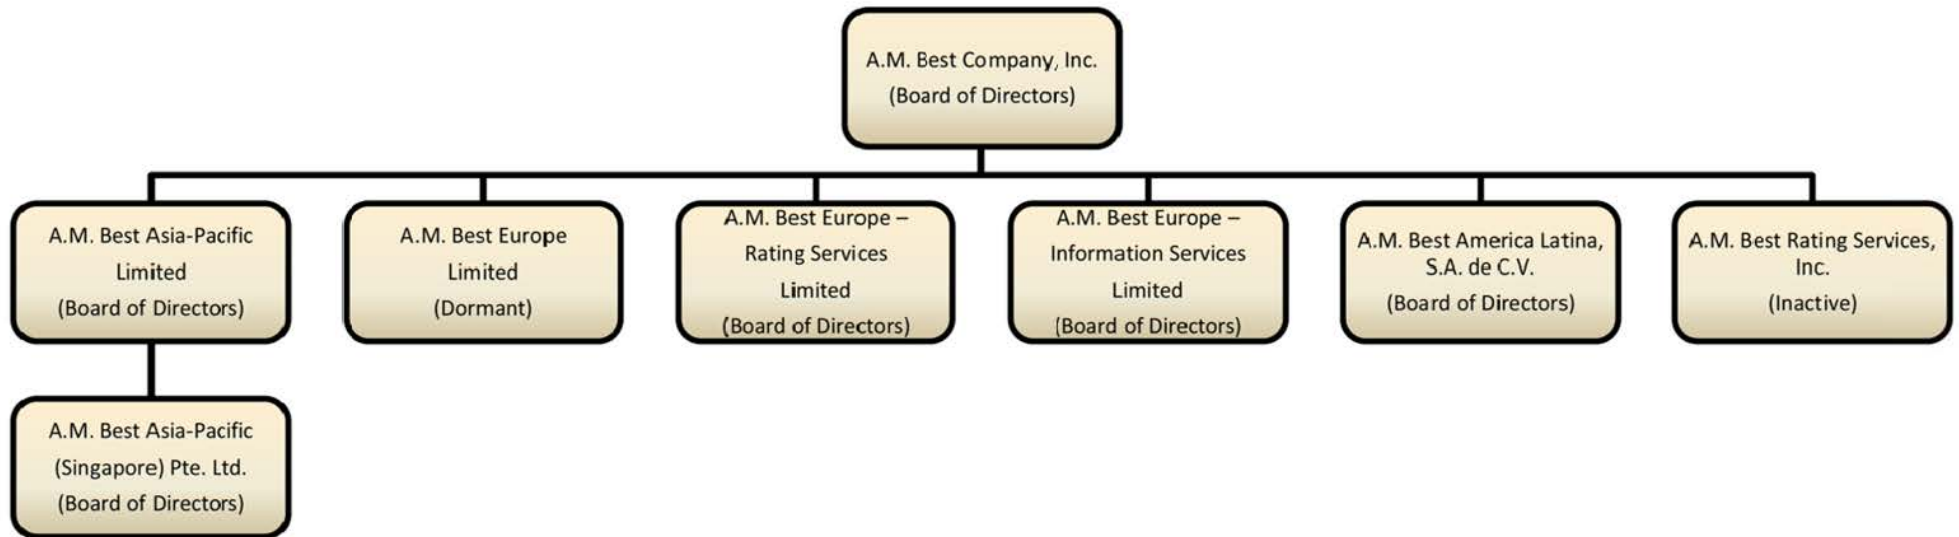 A.M. Best Company, Inc.
(Board of Directors)
A.M. Best Asia-Pacific
Limited
(Board of Directors)
A.M. Best Europe
Limited
(Dormant)
A.M. Best Europe –
Rating Services
Limited
(Board of Directors)
A.M. Best Europe –
Information Services
Limited
(Board of Directors)
A.M. Best America Latina,
S.A. de C.V.
(Board of Directors)
A.M. Best Rating Services,
Inc.
(Inactive)
A.M. Best Asia-Pacific
(Singapore) Pte. Ltd.
(Board of Directors)